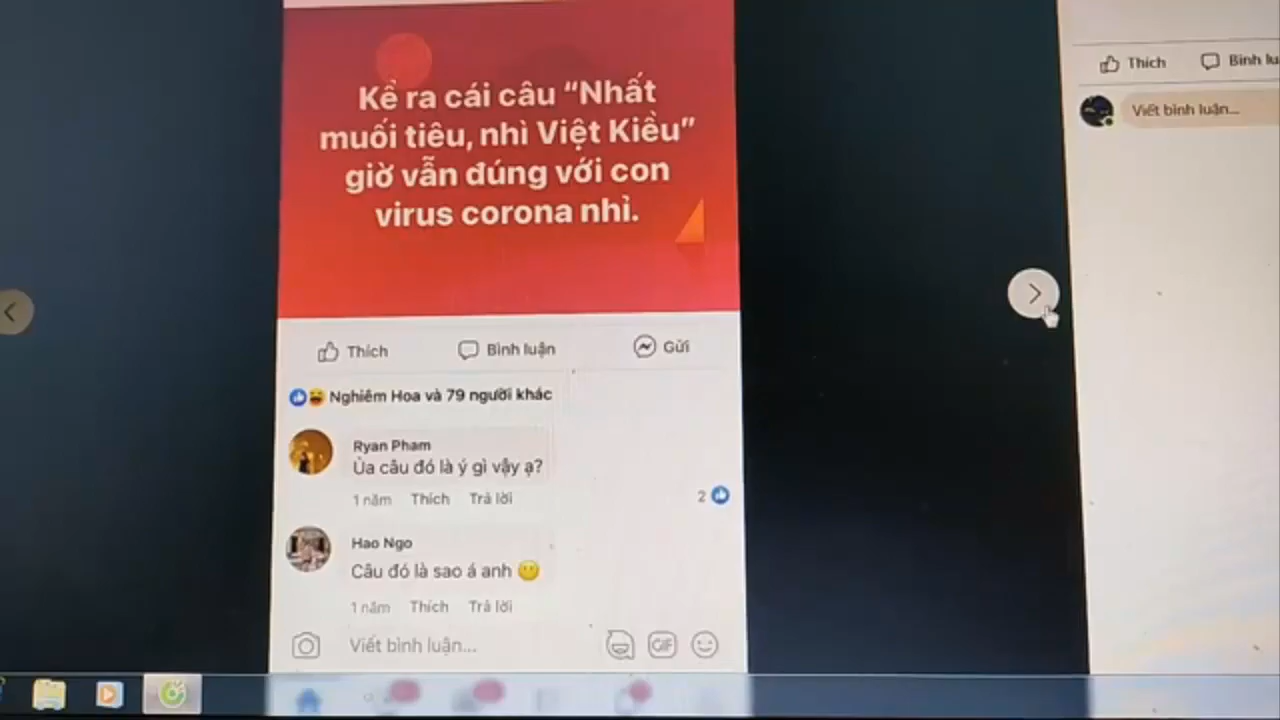 Kể ra cái câu “Nhất
muối tiêu, nhì Việt Kiều”
giờ vẫn đúng với con
virus corona nhỉ.
Thích
Bình luận
Gửi
Nghiêm Hoa và 79 người khác
Ryan Pham
Ủa câu đó là ý gì vậy ạ?
1 năm Thích Trả lời
2
Hao Ngo
Câu đó là sao á anh
1 năm Thích Trả lời
Viết bình luận...
GIF
Thích
Bình lu
Viết bình luận...